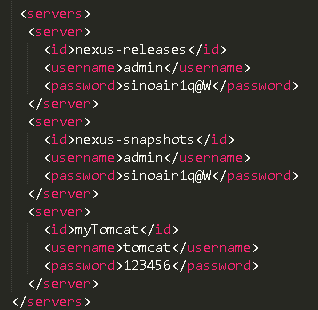 <servers>
<server>
<id>nexus-releases</id>
<username>admin</username>
<password>sinoair1q@W</password>
</server>
<server>
<id>nexus-snapshots</id>
<username>admin</username>
<password>sinoair1q@W</password>
</server>
<server>
<id>myTomcat</id>
<username>tomcat</username>
<password>123456</password>
</server>
</servers>